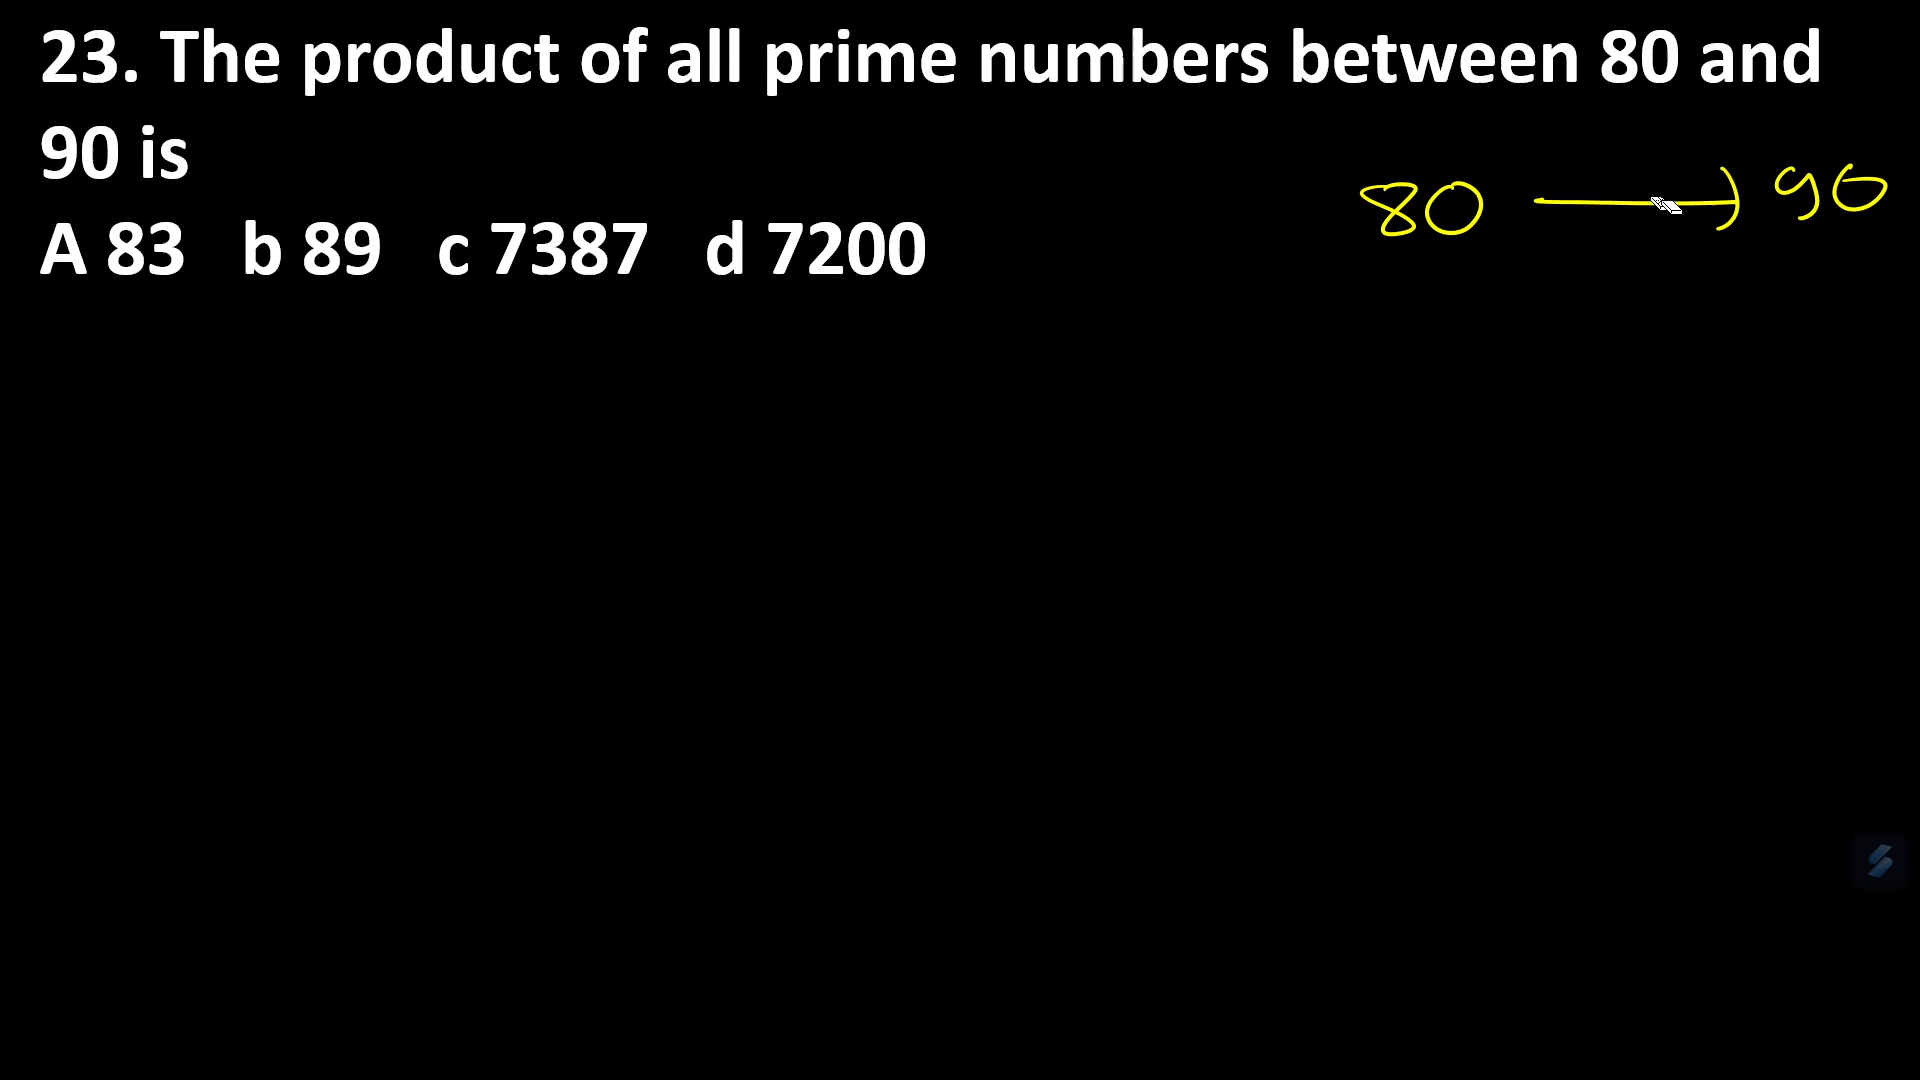 23. The product of all prime numbers between 80 and
90 is
80 90
A 83 b 89 c 7387 d 7200